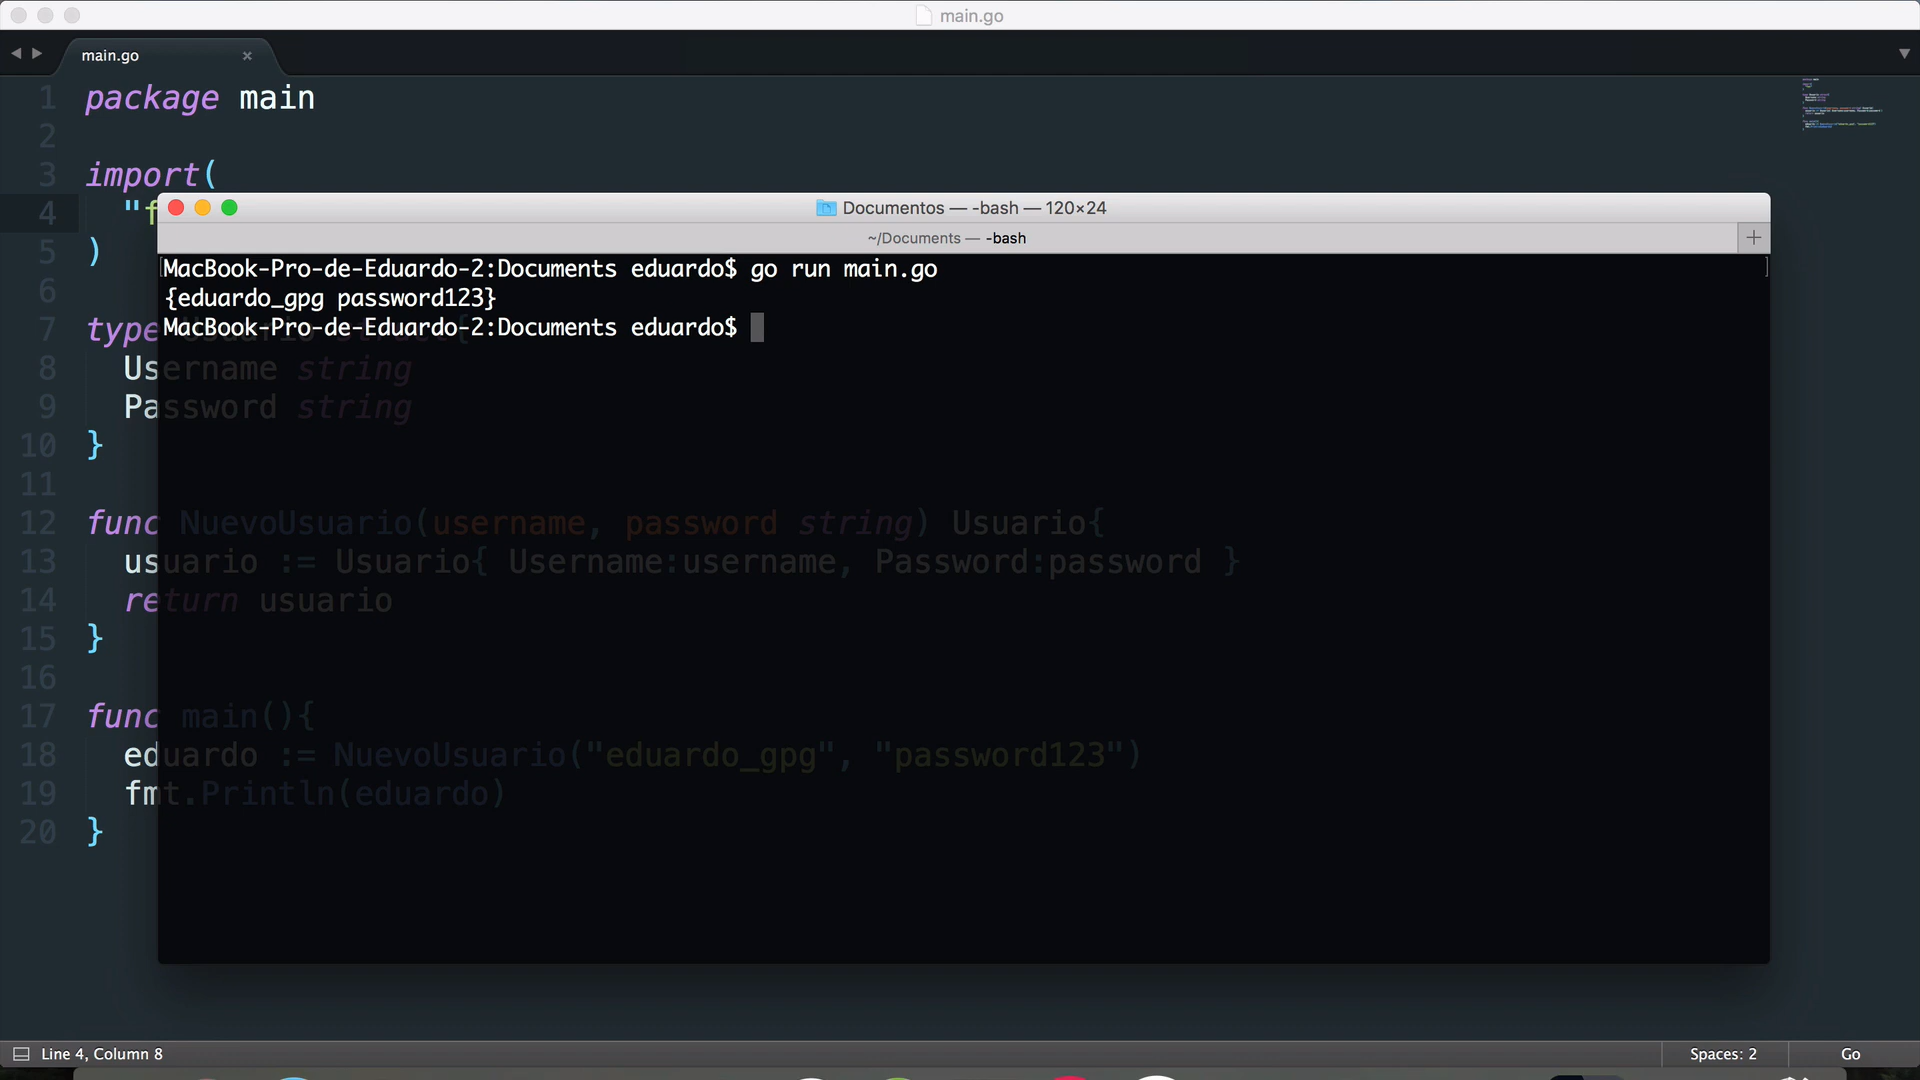 main.go
main.go ×
1 package main
2
3 import(
4 "f
5 )
6
7 type Usuario struct{
8 Username string
9 Password string
10 }
11
12 func NuevoUsuario(username, password string) Usuario{
13 usuario := Usuario{ Username:username, Password:password }
14 return usuario
15 }
16
17 func main(){
18 eduardo := NuevoUsuario("eduardo_gpg", "password123")
19 fmt.Println(eduardo)
20 }
Documentos — -bash — 120×24
~/Documents — -bash
MacBook-Pro-de-Eduardo-2:Documents eduardo$ go run main.go
{eduardo_gpg password123}
MacBook-Pro-de-Eduardo-2:Documents eduardo$
Line 4, Column 8
Spaces: 2
Go